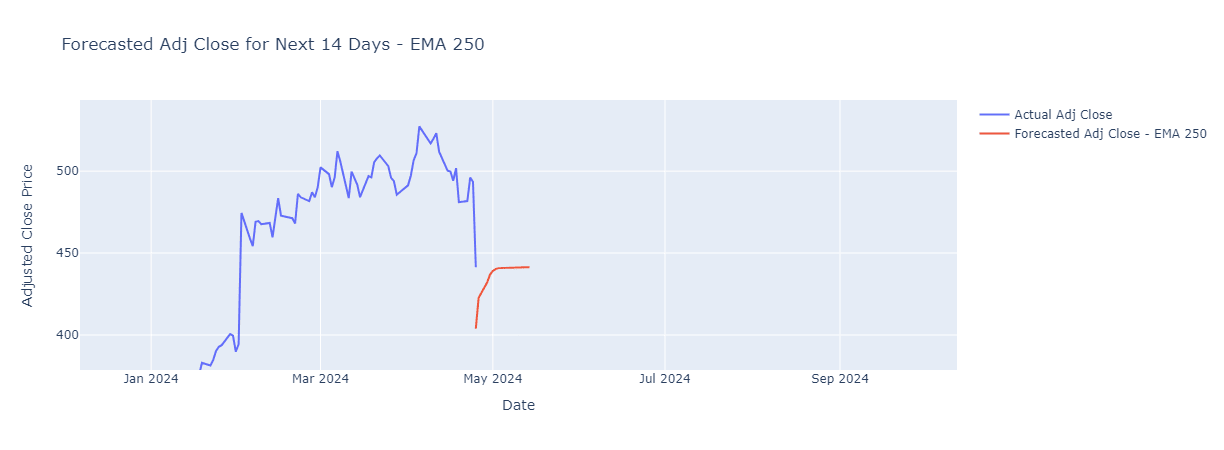 Forecasted Adj Close for Next 14 Days - EMA 250
Actual Adj Close
Forecasted Adj Close - EMA 250
Adjusted Close Price
500
450
400
Jan 2024
Mar 2024
May 2024
Jul 2024
Sep 2024
Date